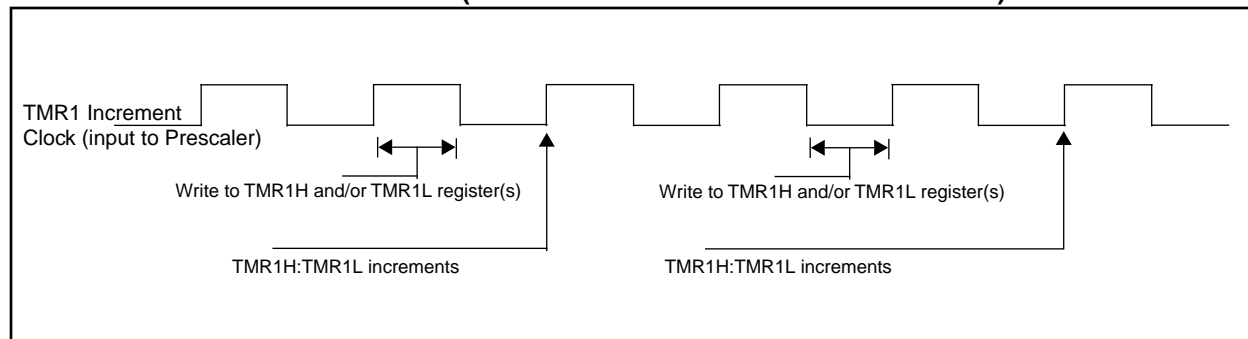 TMR1 Increment
Clock (input to Prescaler)
Write to TMR1H and/or TMR1L register(s)
Write to TMR1H and/or TMR1L register(s)
TMR1H:TMR1L increments
TMR1H:TMR1L increments